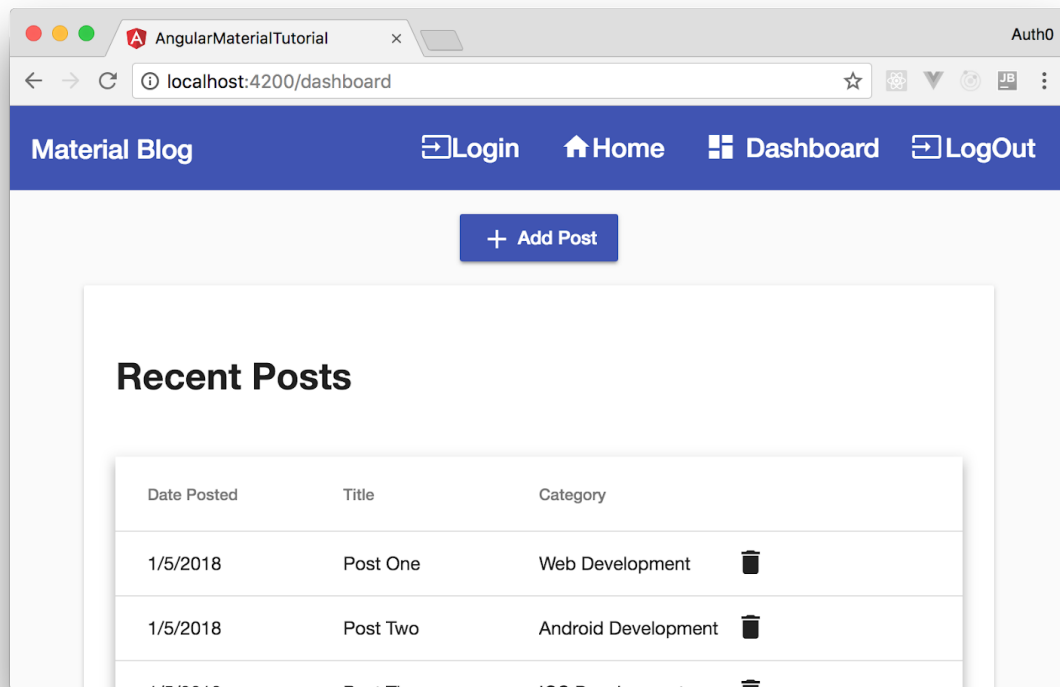 AngularMaterialTutorial
Auth0
localhost:4200/dashboard
JB
Material Blog Login Home Dashboard LogOut
Add Post
Recent Posts
Date Posted Title Category
1/5/2018 Post One Web Development
1/5/2018 Post Two Android Development